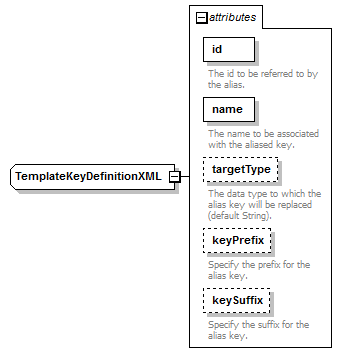 attributes
id
The id to be referred to by
the alias.
name
The name to be associated
with the aliased key.
TemplateKeyDefinitionXML
targetType
The data type to which the
alias key will be replaced
(default String).
keyPrefix
Specify the prefix for the
alias key.
keySuffix
Specify the suffix for the
alias key.